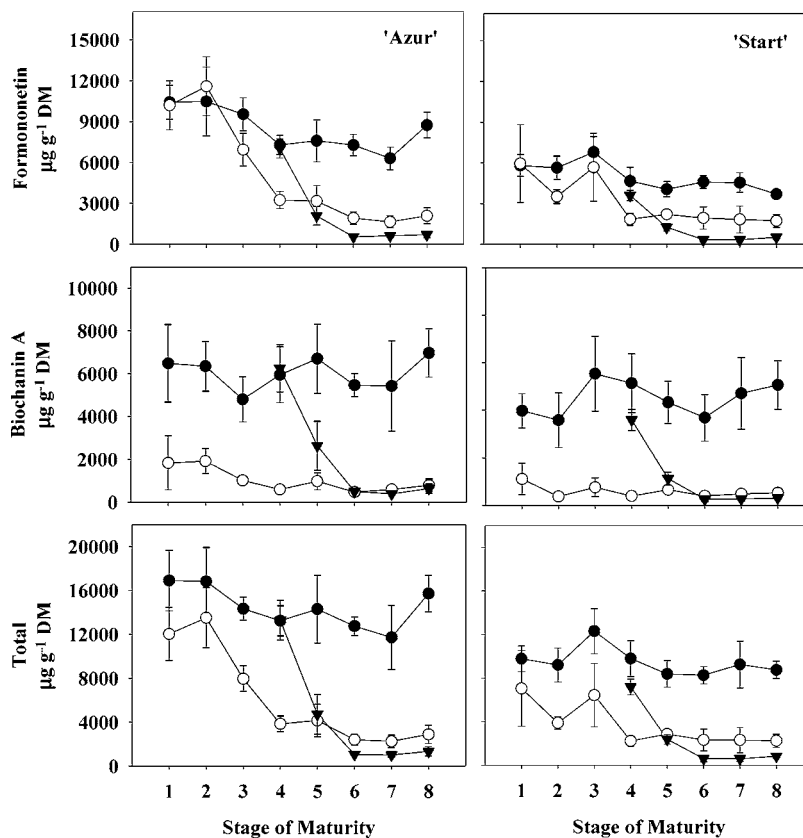 'Azur'
'Start'
Formononetin
µg g-1 DM
15000
12000
9000
6000
3000
0
Biochanin A
µg g-1 DM
10000
8000
6000
4000
2000
0
Total
µg g-1 DM
20000
16000
12000
8000
4000
0
1 2 3 4 5 6 7 8
1 2 3 4 5 6 7 8
Stage of Maturity
Stage of Maturity